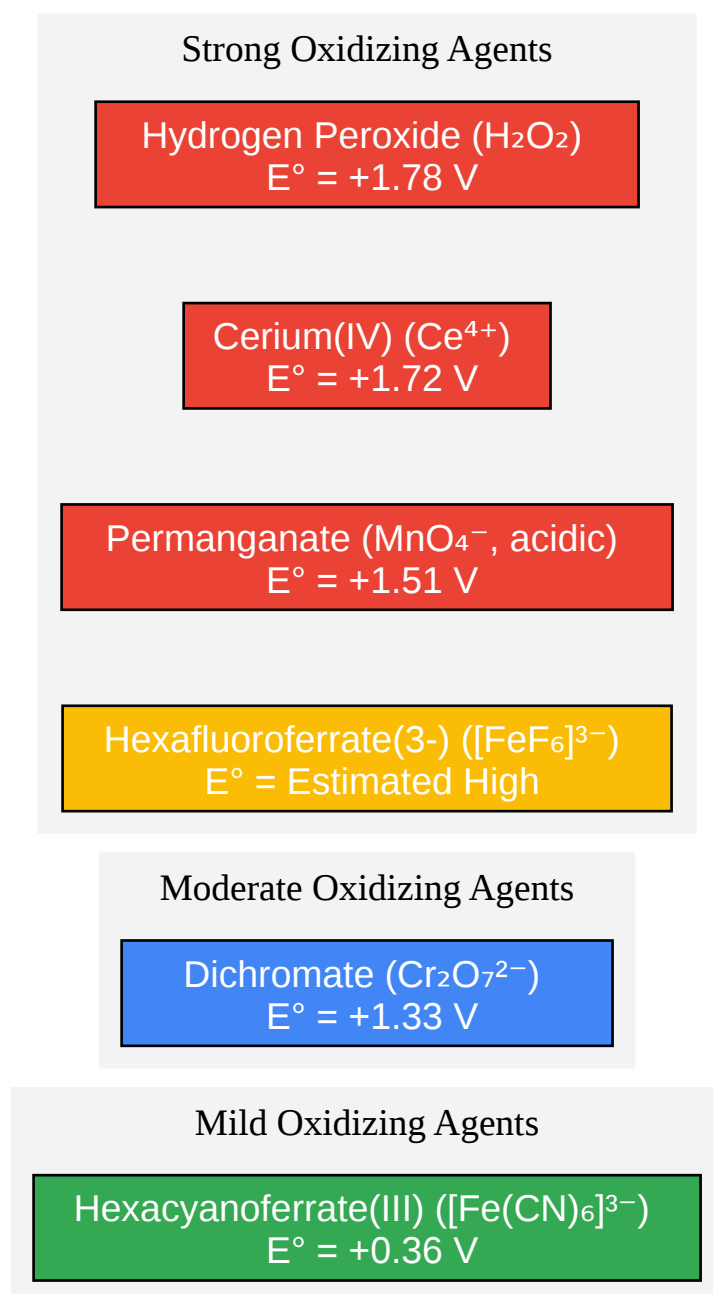 Strong Oxidizing Agents
Hydrogen Peroxide (H₂O₂)
E° = +1.78 V
Cerium(IV) (Ce⁴⁺)
E° = +1.72 V
Permanganate (MnO₄⁻, acidic)
E° = +1.51 V
Hexafluoroferrate(3-) ([FeF₆]³⁻)
E° = Estimated High
Moderate Oxidizing Agents
Dichromate (Cr₂O₇²⁻)
E° = +1.33 V
Mild Oxidizing Agents
Hexacyanoferrate(III) ([Fe(CN)₆]³⁻)
E° = +0.36 V